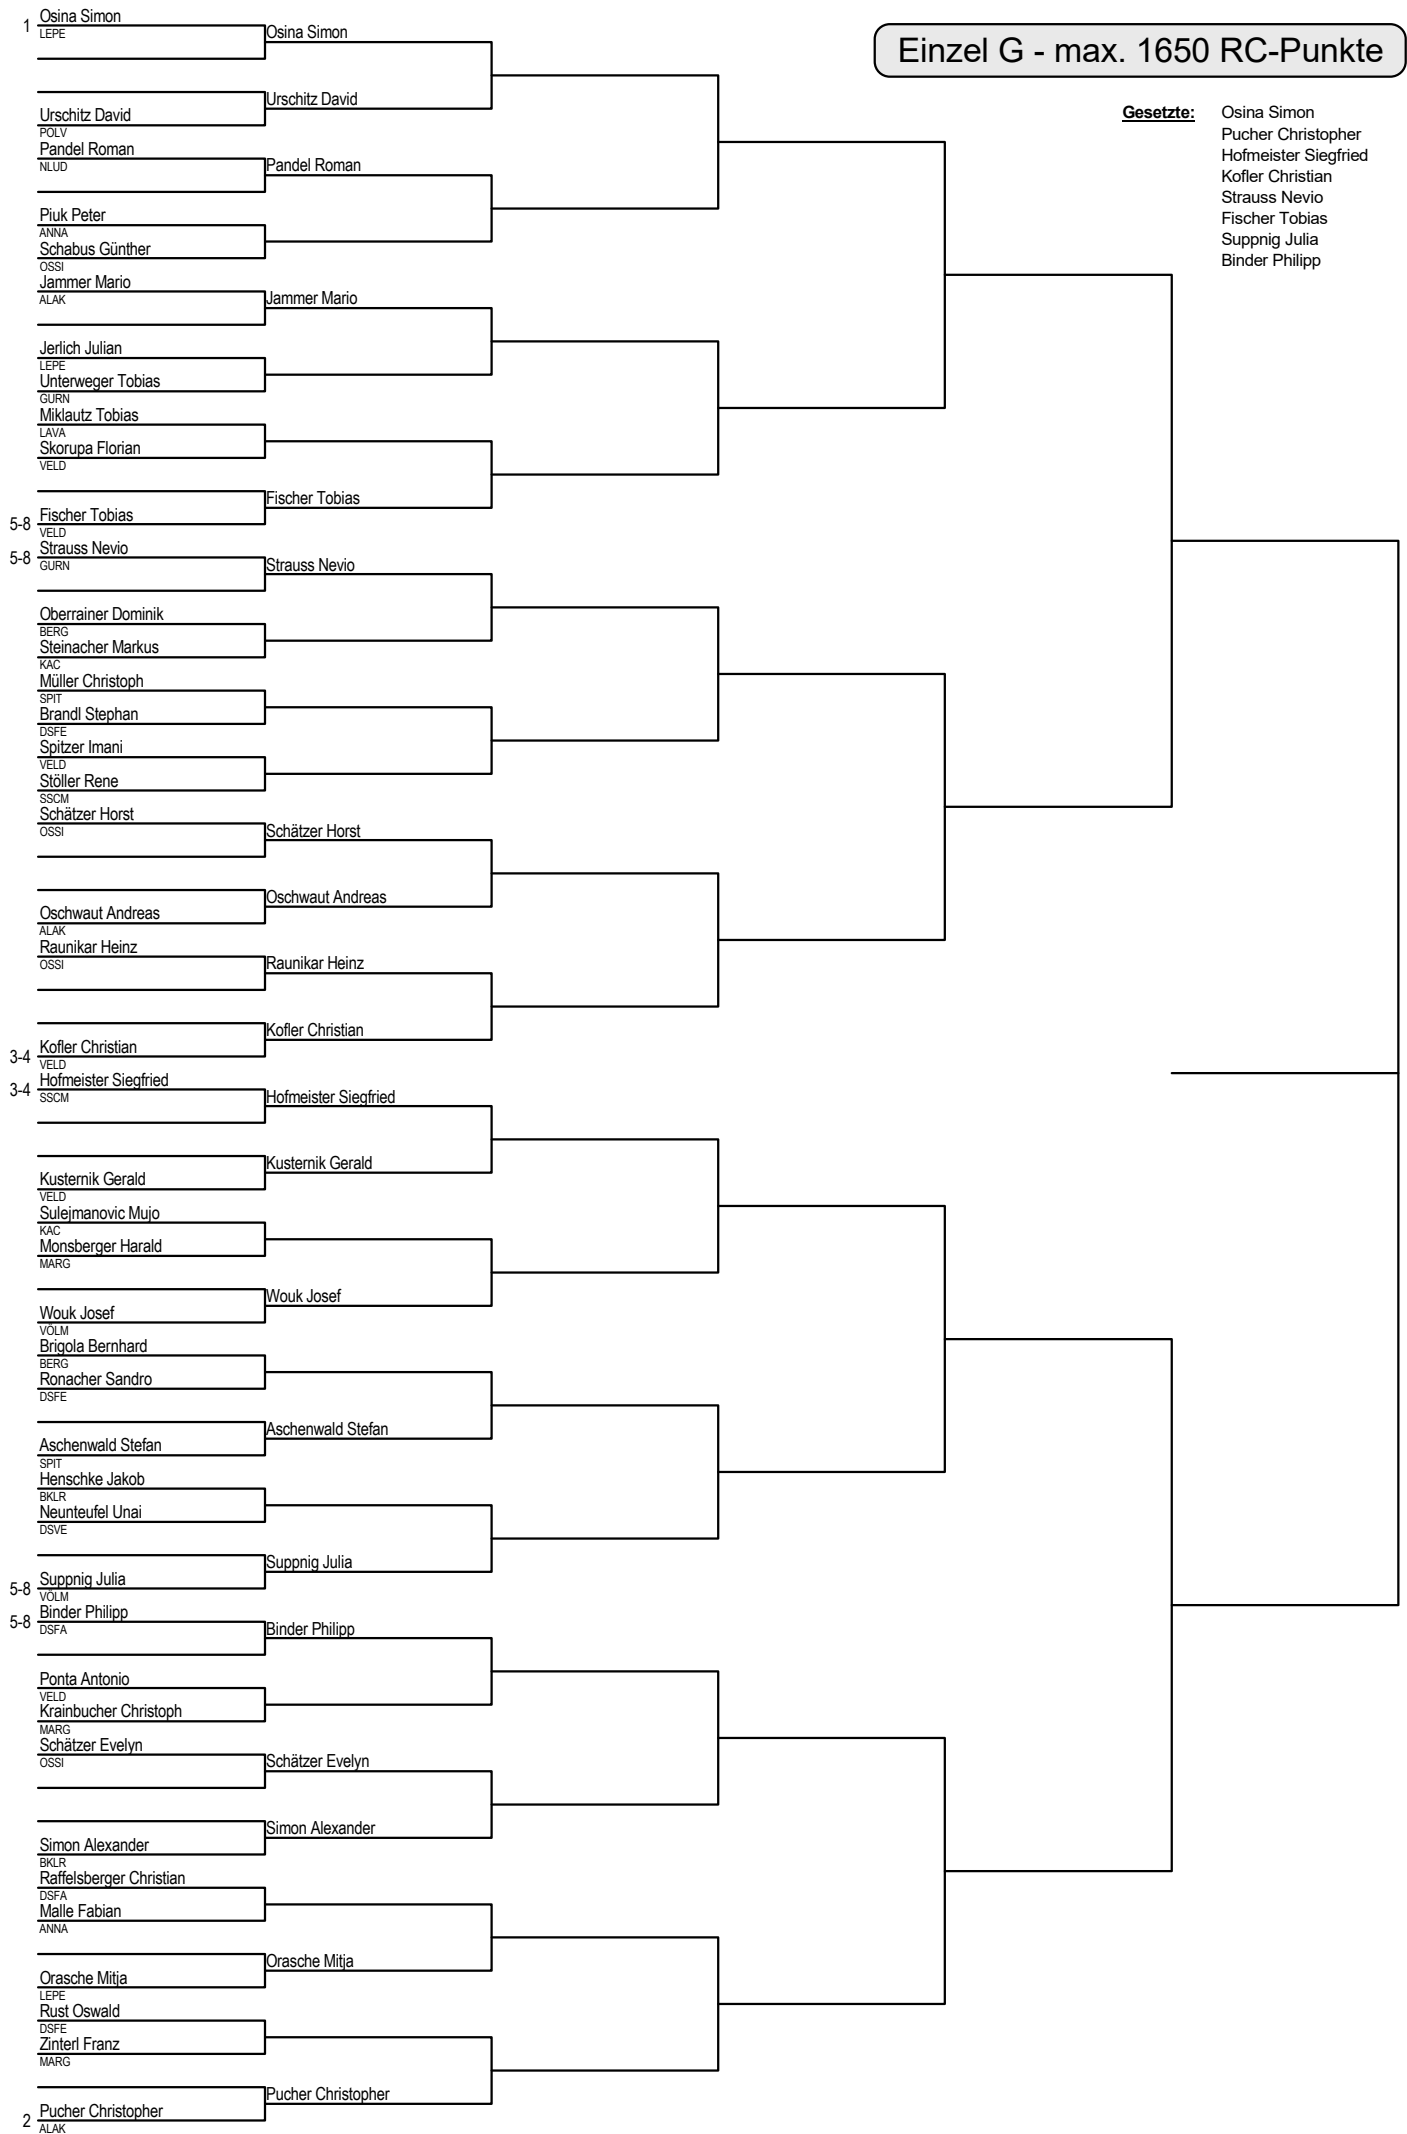 Einzel G - max. 1650 RC-Punkte
Gesetzte:
Osina Simon
Pucher Christopher
Hofmeister Siegfried
Kofler Christian
Strauss Nevio
Fischer Tobias
Suppnig Julia
Binder Philipp
1 Osina Simon
LEPE
Osina Simon
Urschitz David
Urschitz David
PÖLV
Pandel Roman
NLUD
Pandel Roman
Piuk Peter
ANNA
Schabus Günther
OSSI
Jammer Mario
ALAK
Jammer Mario
Jerlich Julian
LEPE
Unterweger Tobias
GURN
Miklautz Tobias
LAVA
Skorupa Florian
VELD
Fischer Tobias
5-8 Fischer Tobias
VELD
5-8 Strauss Nevio
GURN
Strauss Nevio
Oberrainer Dominik
BERG
Steinacher Markus
KAC
Müller Christoph
SPIT
Brandl Stephan
DSFE
Spitzer Imani
VELD
Stöller Rene
SSCM
Schätzer Horst
OSSI
Schätzer Horst
Oschwaut Andreas
Oschwaut Andreas
ALAK
Raunikar Heinz
OSSI
Raunikar Heinz
Kofler Christian
3-4 Kofler Christian
VELD
3-4 Hofmeister Siegfried
SSCM
Hofmeister Siegfried
Kusternik Gerald
Kusternik Gerald
VELD
Sulejmanovic Mujo
KAC
Monsberger Harald
MARG
Wouk Josef
Wouk Josef
VÖLM
Brigola Bernhard
BERG
Ronacher Sandro
DSFE
Aschenwald Stefan
Aschenwald Stefan
SPIT
Henschke Jakob
BKLR
Neunteufel Unai
DSVE
Suppnig Julia
5-8 Suppnig Julia
VÖLM
5-8 Binder Philipp
DSFA
Binder Philipp
Ponta Antonio
VELD
Krainbucher Christoph
MARG
Schätzer Evelyn
OSSI
Schätzer Evelyn
Simon Alexander
Simon Alexander
BKLR
Raffelsberger Christian
DSFA
Malle Fabian
ANNA
Orasche Mitja
Orasche Mitja
LEPE
Rust Oswald
DSFE
Zinterl Franz
MARG
Pucher Christopher
2 Pucher Christopher
ALAK